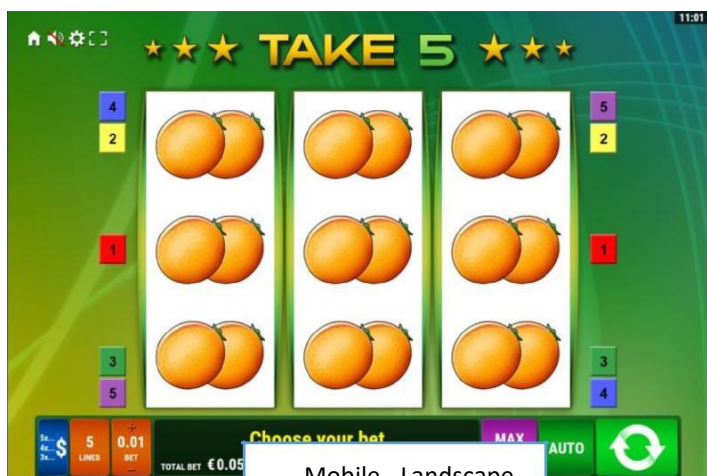 11:01
TAKE 5
4 5
2 2
1 1
3 3
5 4
5x...
4x...
3x...
$
5
LINES
+
0.01
BET
-
Choose your bet
TOTAL BET €0.05
MAX
AUTO
Mobile - Landscape